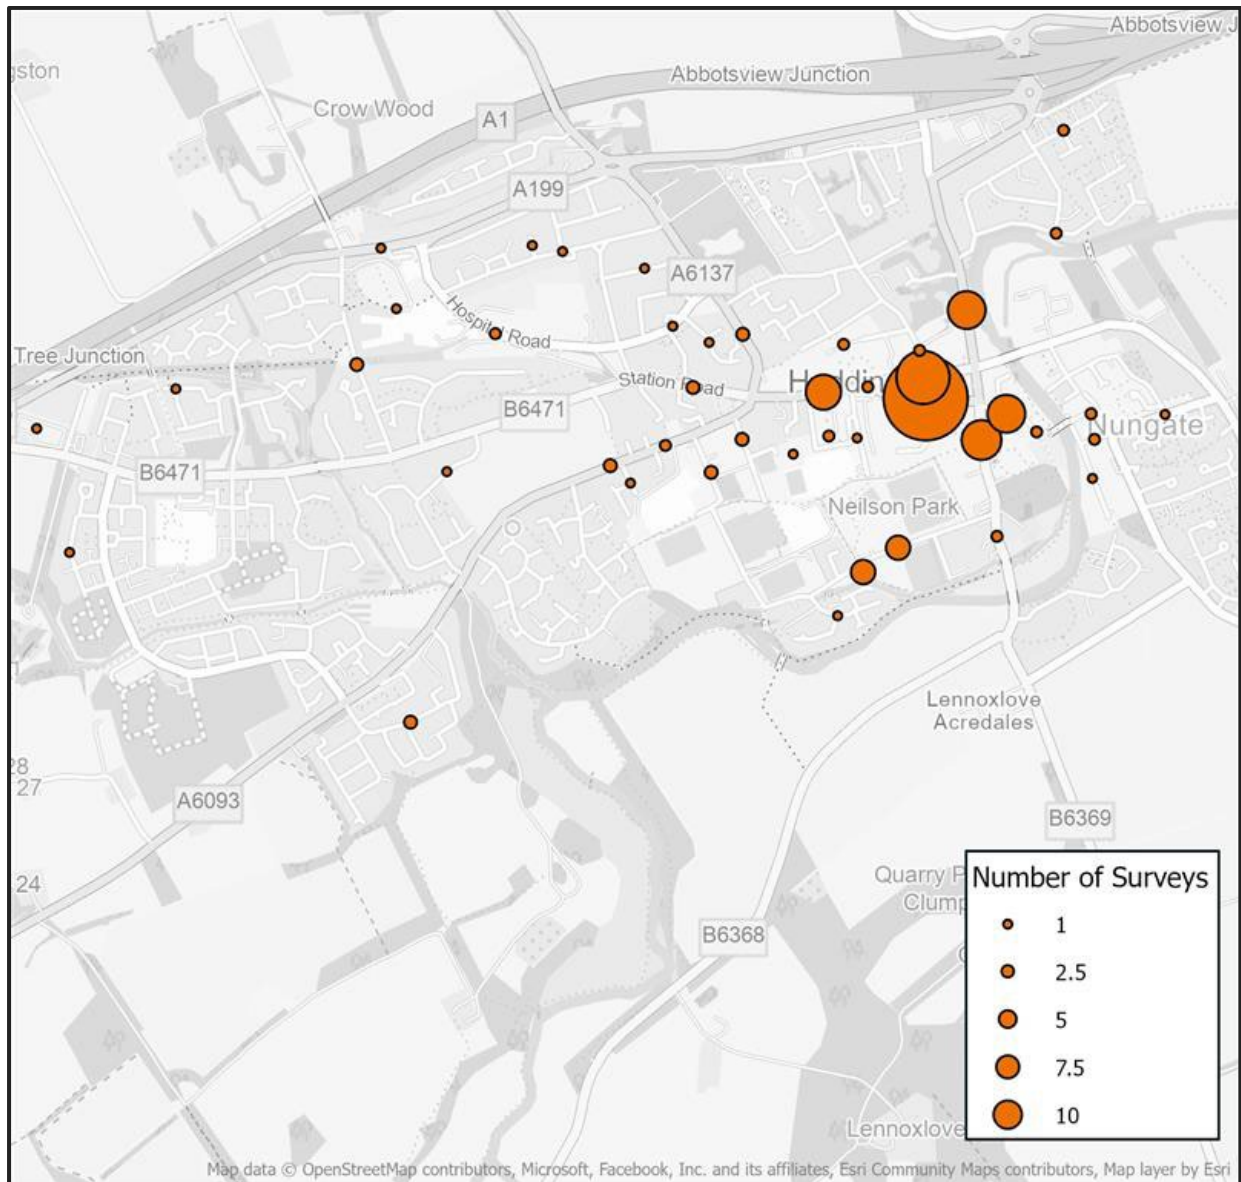 Abbotsview J
Abbotsview Junction
gston
Crow Wood
A1
A199
A6137
Hospital Road
Tree Junction
Station Road
Haddin
B6471
Nungate
B6471
Neilson Park
Lennoxlove
Acredales
28
27
A6093
B6369
24
Quarry P
Clump
B6368
Lennoxlove
Number of Surveys
1
2.5
5
7.5
10
Map data © OpenStreetMap contributors, Microsoft, Facebook, Inc. and its affiliates, Esri Community Maps contributors, Map layer by Esri